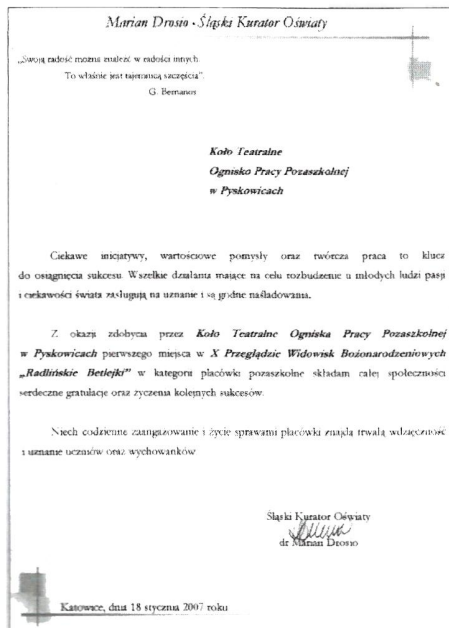 Marian Drosio - Śląski Kurator Oświaty
„Swoją radość można znaleźć w radości innych.
To właśnie jest tajemnicą szczęścia”.
G. Bernanos
Koło Teatralne
Ognisko Pracy Pozaszkolnej
w Pyskowicach
Ciekawe inicjatywy, wartościowe pomysły oraz twórcza praca to klucz
do osiągnięcia sukcesu. Wszelkie działania mające na celu rozbudzenie u młodych ludzi pasji
i ciekawości świata zasługują na uznanie i są godne naśladowania.
Z okazji zdobycia przez Koło Teatralne Ogniska Pracy Pozaszkolnej
w Pyskowicach pierwszego miejsca w X Przeglądzie Widowisk Bożonarodzeniowych
„Radlińskie Betlejki” w kategorii placówki pozaszkolne składam całej społeczności
serdeczne gratulacje oraz życzenia kolejnych sukcesów.
Niech codzienne zaangażowanie i życie sprawami placówki znajdą trwałą wdzięczność
i uznanie uczniów oraz wychowanków
Śląski Kurator Oświaty
dr Marian Drosio
Katowice, dnia 18 stycznia 2007 roku